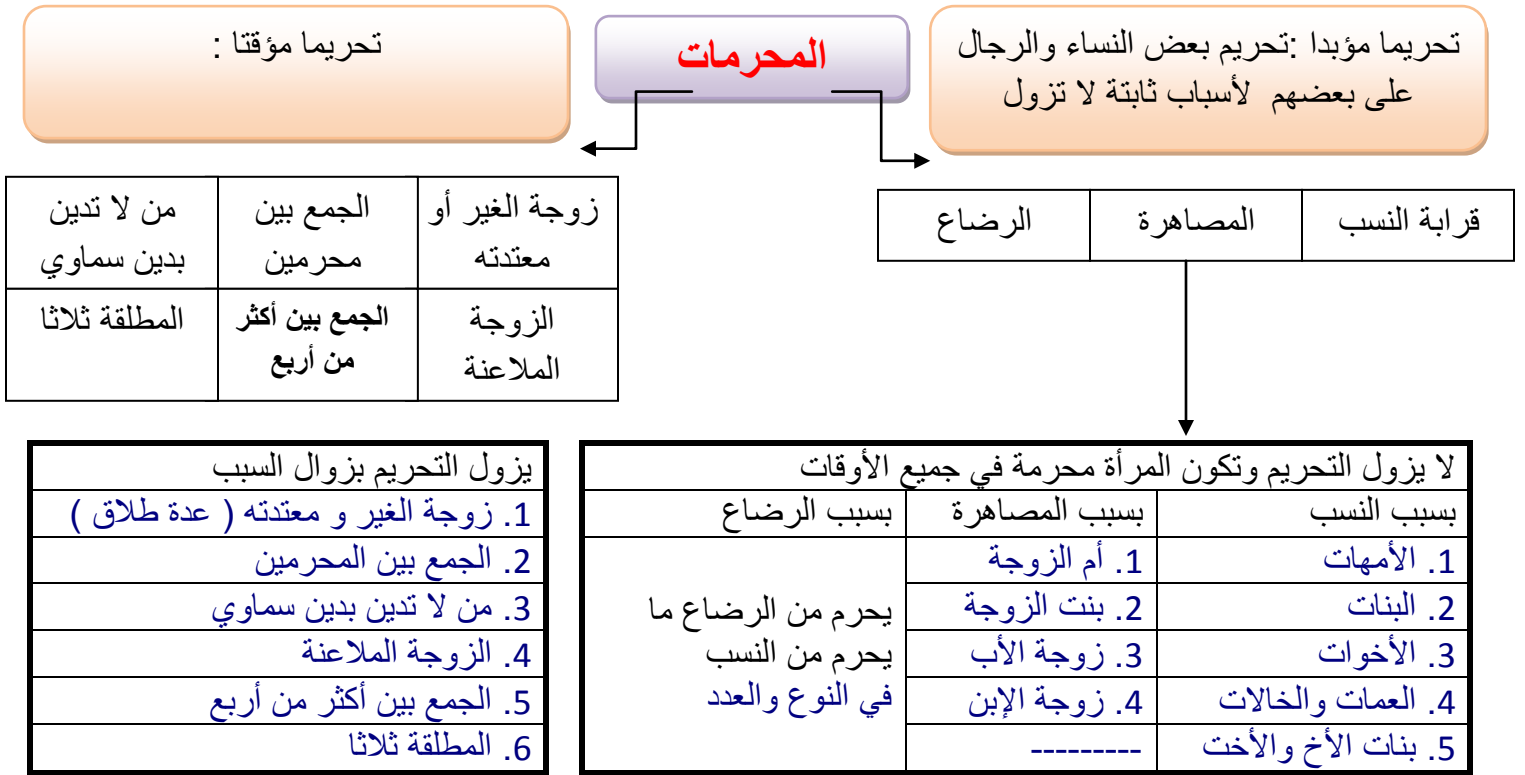 المحرمات
تحريما مؤبدا :تحريم بعض النساء والرجال
على بعضهم لأسباب ثابتة لا تزول
تحريما مؤقتا :
قرابة النسب
المصاهرة
الرضاع
زوجة الغير أو
معتدته
الجمع بين
محرمين
من لا تدين
بدين سماوي
الزوجة
الملاعنة
الجمع بين أكثر
من أربع
المطلقة ثلاثا
لا يزول التحريم وتكون المرأة محرمة في جميع الأوقات
بسبب النسب
بسبب المصاهرة
بسبب الرضاع
1. الأمهات
1. أم الزوجة
2. البنات
2. بنت الزوجة
3. الأخوات
3. زوجة الأب
4. العمات والخالات
4. زوجة الإبن
5. بنات الأخ والأخت
---------
يحرم من الرضاع ما
يحرم من النسب
في النوع والعدد
يزول التحريم بزوال السبب
1. زوجة الغير و معتدته ( عدة طلاق )
2. الجمع بين المحرمين
3. من لا تدين بدين سماوي
4. الزوجة الملاعنة
5. الجمع بين أكثر من أربع
6. المطلقة ثلاثا